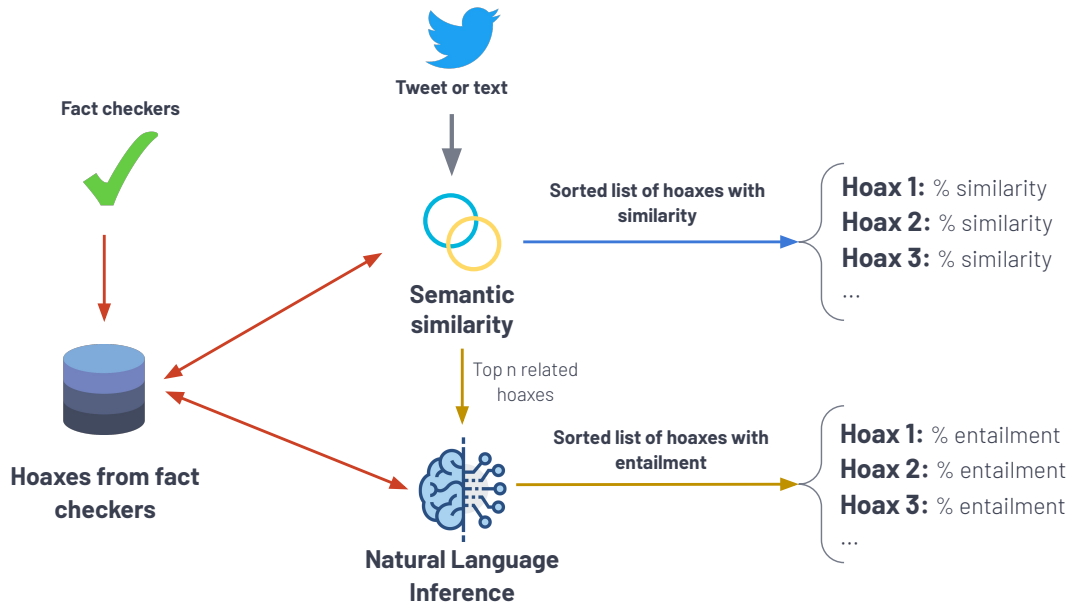 Tweet or text
Fact checkers
Sorted list of hoaxes with
similarity
Hoax 1: % similarity
Hoax 2: % similarity
Hoax 3: % similarity
...
Semantic
similarity
Top n related
hoaxes
Hoaxes from fact
checkers
Sorted list of hoaxes with
entailment
Hoax 1: % entailment
Hoax 2: % entailment
Hoax 3: % entailment
...
Natural Language
Inference